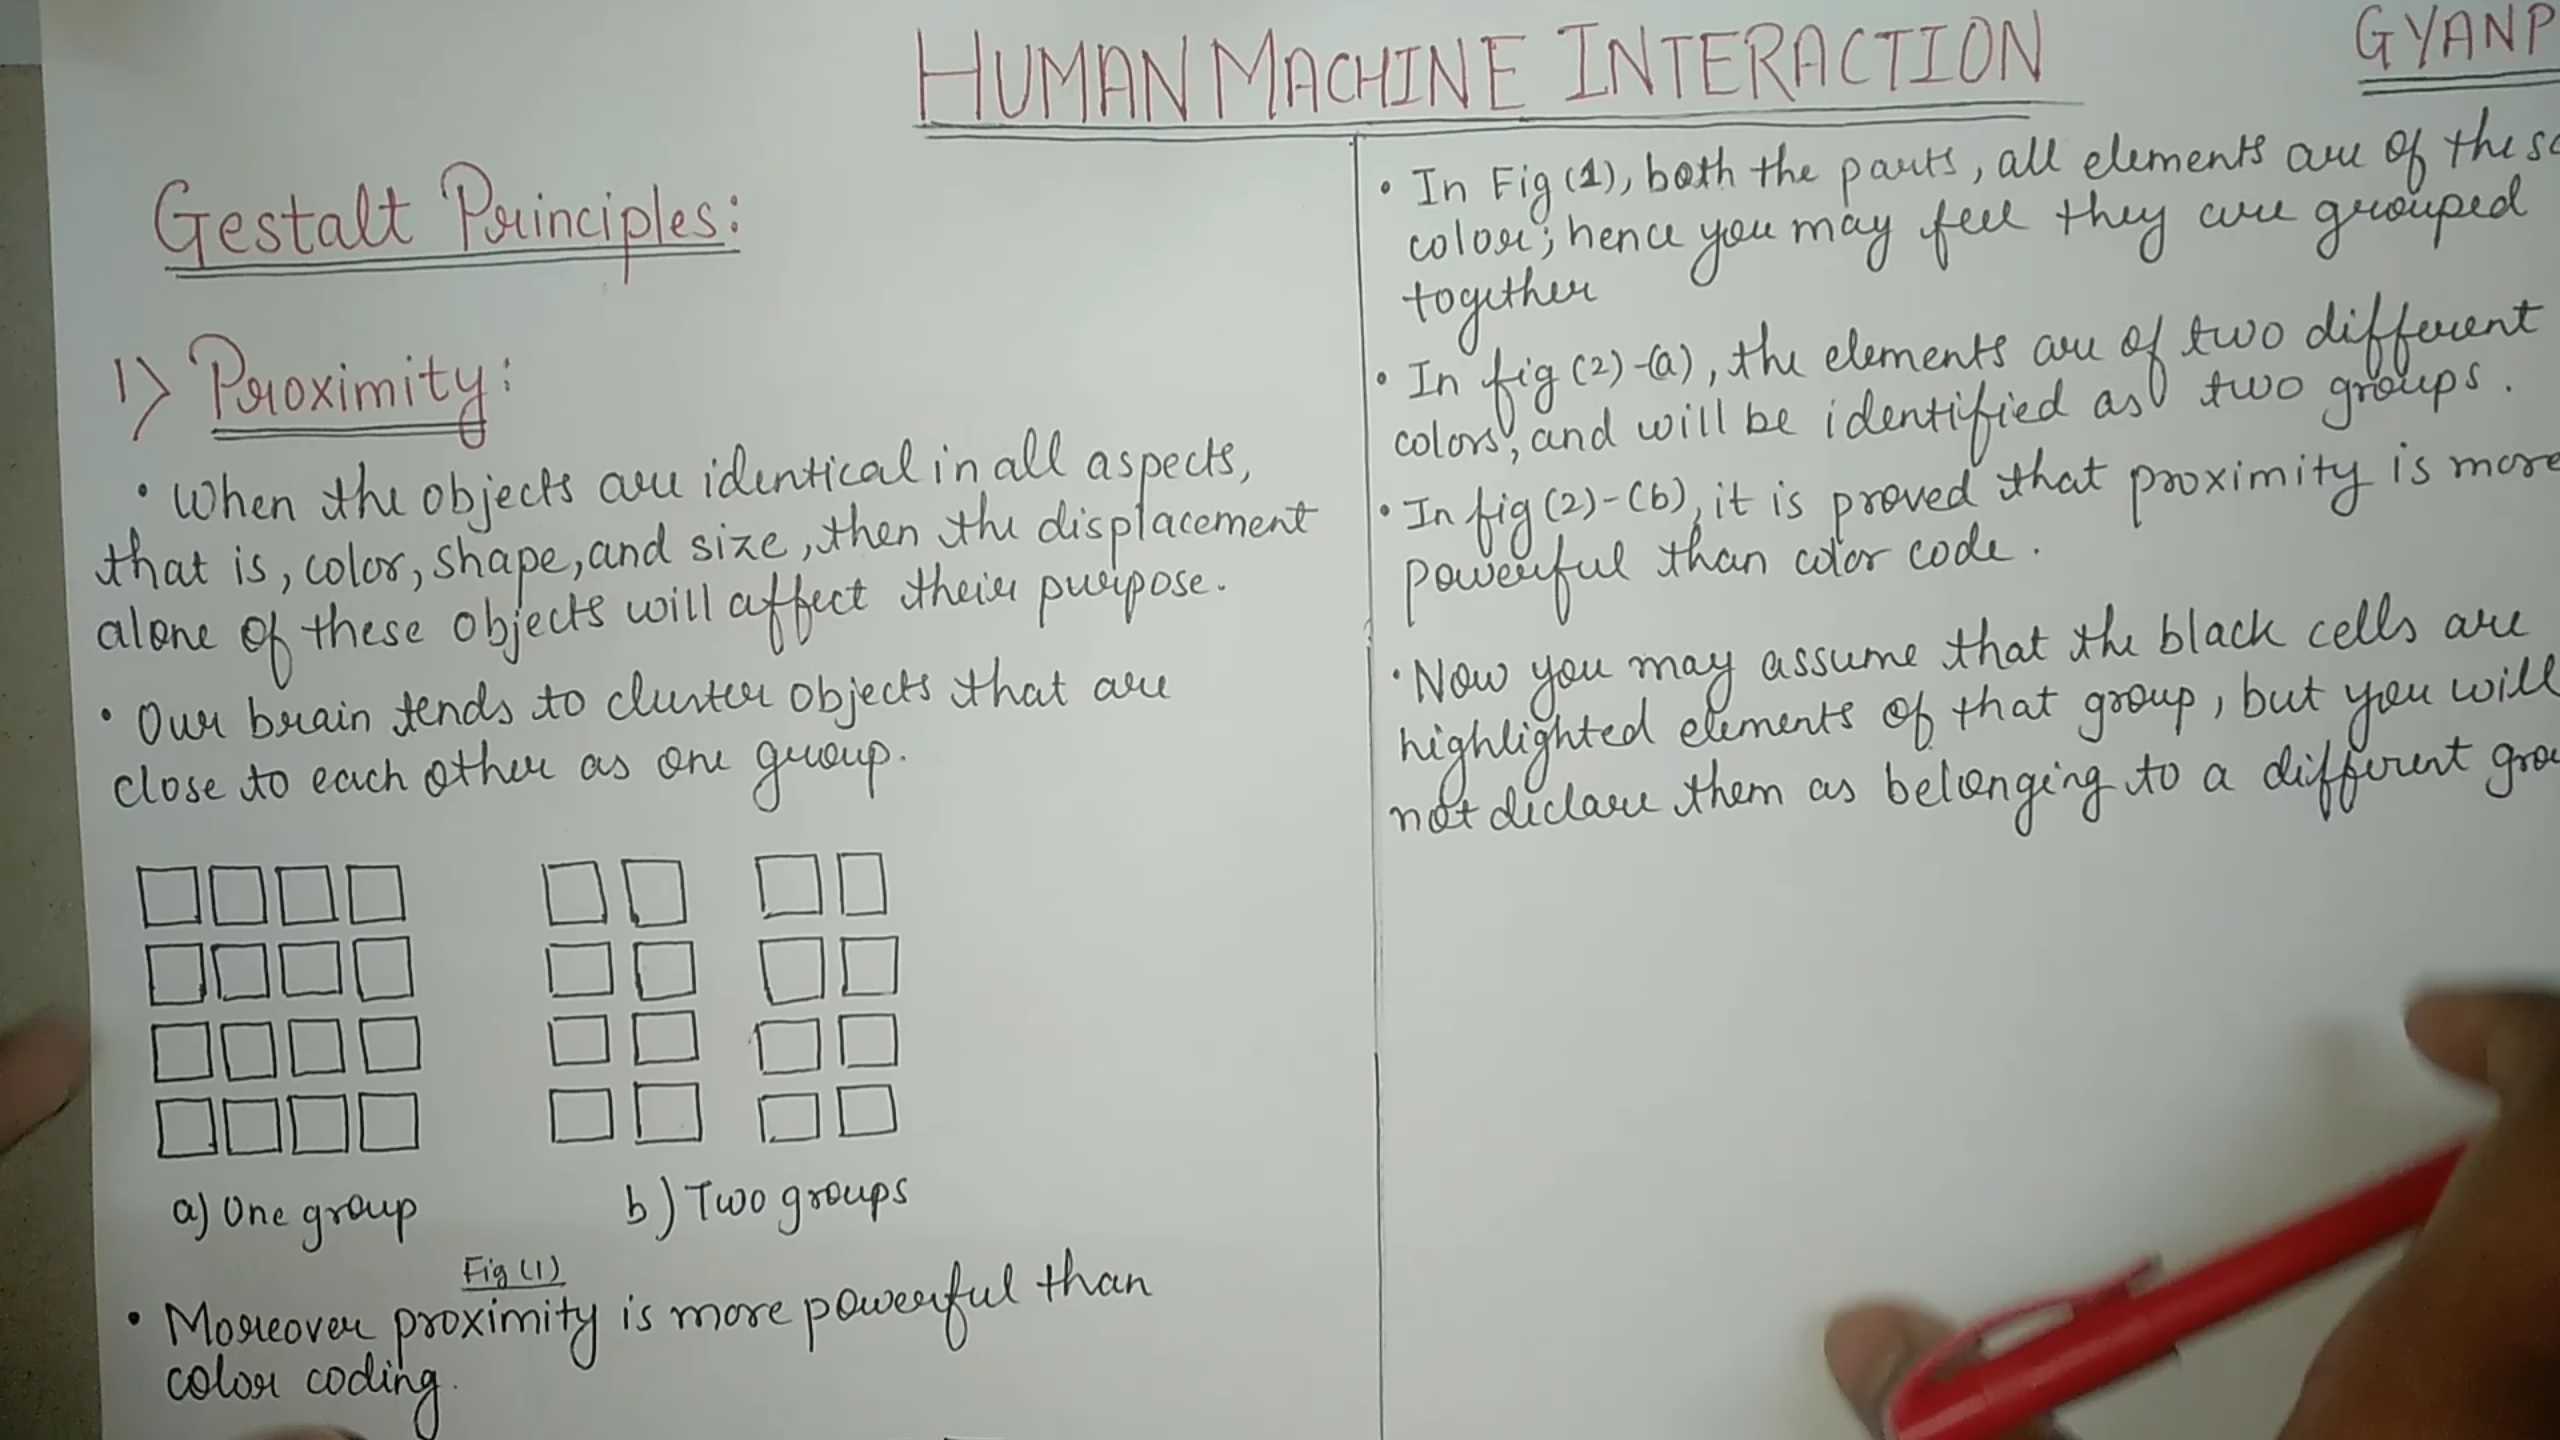 HUMAN MACHINE INTERACTION
GYANP
Gestalt Principles:
1) Proximity:
• When the objects are identical in all aspects,
that is, color, shape, and size, then the displacement
alone of these objects will affect their purpose.
• Our brain tends to cluster objects that are
close to each other as one group.
a) One group
b) Two groups
Fig (1)
• Moreover proximity is more powerful than
color coding.
• In Fig (1), both the parts, all elements are of the sa
color; hence you may feel they are grouped
together
• In fig (2)-(a), the elements are of two different
colors, and will be identified as two groups.
• In fig (2)-(b), it is proved that proximity is more
powerful than color code.
• Now you may assume that the black cells are
highlighted elements of that group, but you will
not declare them as belonging to a different grou